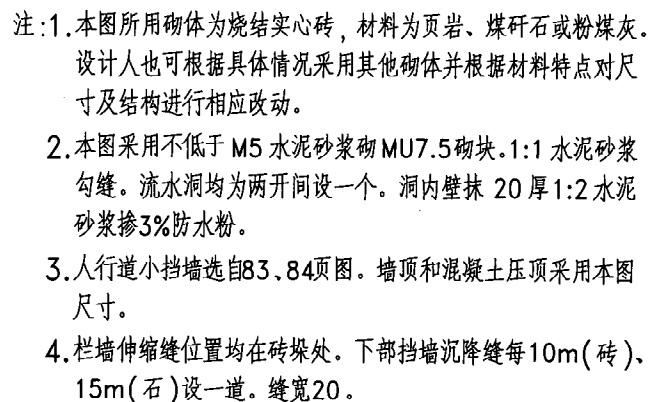 注:1.本图所用砌体为烧结实心砖,材料为页岩、煤矸石或粉煤灰.
设计人也可根据具体情况采用其他砌体并根据材料特点对尺
寸及结构进行相应改动。
2.本图采用不低于M5水泥砂浆砌MU7.5砌块.1:1水泥砂浆
勾缝。流水洞均为两开间设一个。洞内壁抹 20厚1:2水泥
砂浆掺3%防水粉。
3.人行道小挡墙选自83、84页图。墙顶和混凝土压顶采用本图
尺寸。
4.栏墙伸缩缝位置均在砖垛处。下部挡墙沉降缝每10m(砖)、
15m(石)设一道。缝宽20。